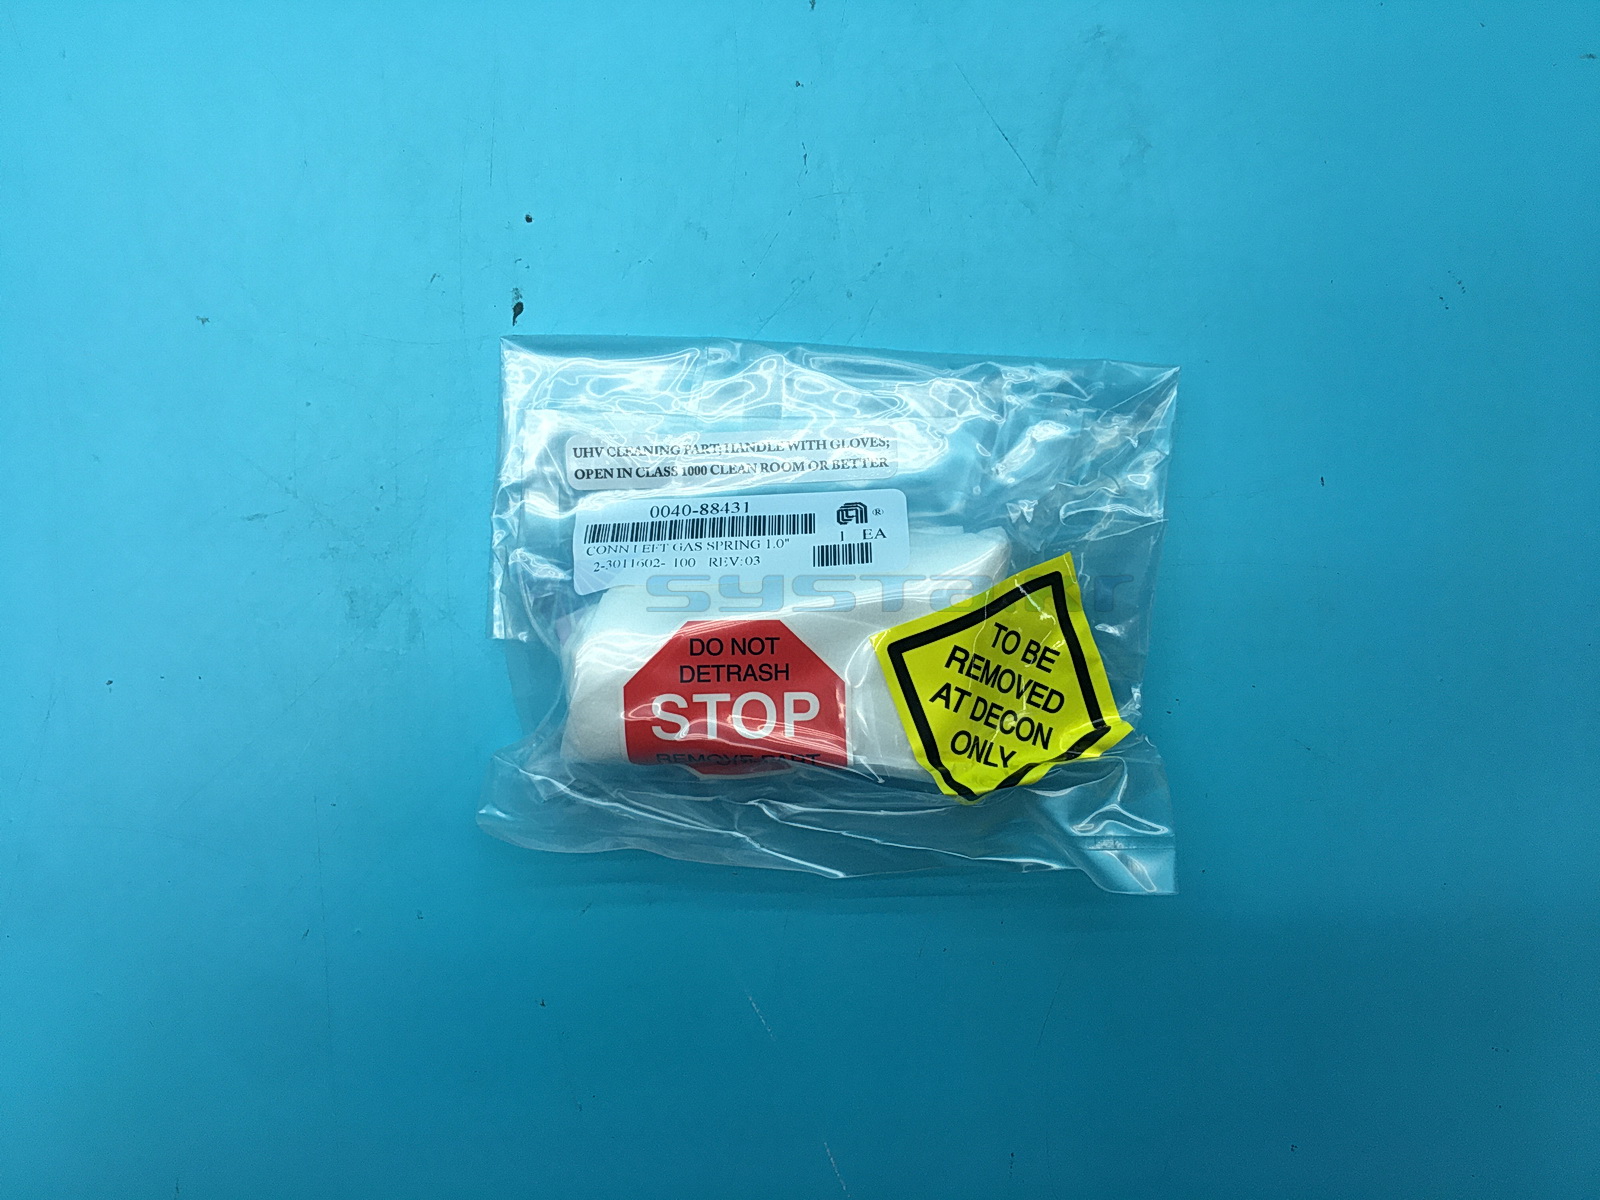 UHV CLEANING PART; HANDLE WITH GLOVES;
OPEN IN CLASS 1000 CLEAN ROOM OR BETTER
0040-88431
®
1 EA
CONN LEFT GAS SPRING 1.0"
2-3011602- 100 REV:03
DO NOT
DETRASH
STOP
REMOVE PART
TO BE
REMOVED
AT DECON
ONLY